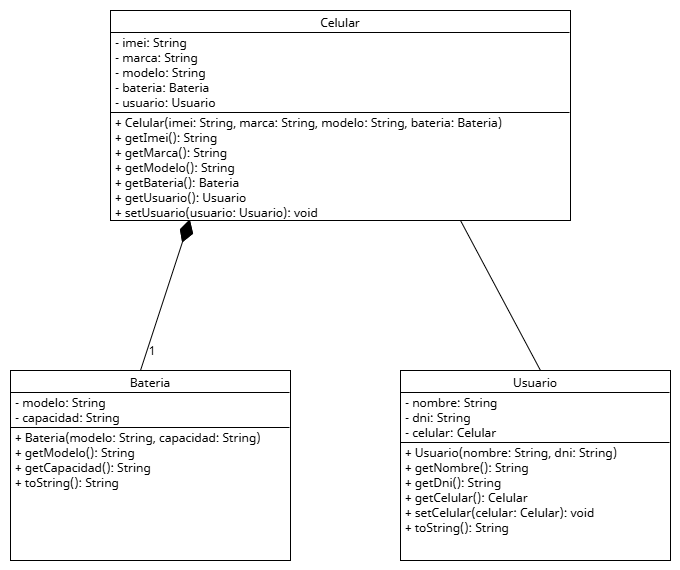 Celular
- imei: String
- marca: String
- modelo: String
- bateria: Bateria
- usuario: Usuario
+ Celular(imei: String, marca: String, modelo: String, bateria: Bateria)
+ getImei(): String
+ getMarca(): String
+ getModelo(): String
+ getBateria(): Bateria
+ getUsuario(): Usuario
+ setUsuario(usuario: Usuario): void
1
Bateria
- modelo: String
- capacidad: String
+ Bateria(modelo: String, capacidad: String)
+ getModelo(): String
+ getCapacidad(): String
+ toString(): String
Usuario
- nombre: String
- dni: String
- celular: Celular
+ Usuario(nombre: String, dni: String)
+ getNombre(): String
+ getDni(): String
+ getCelular(): Celular
+ setCelular(celular: Celular): void
+ toString(): String